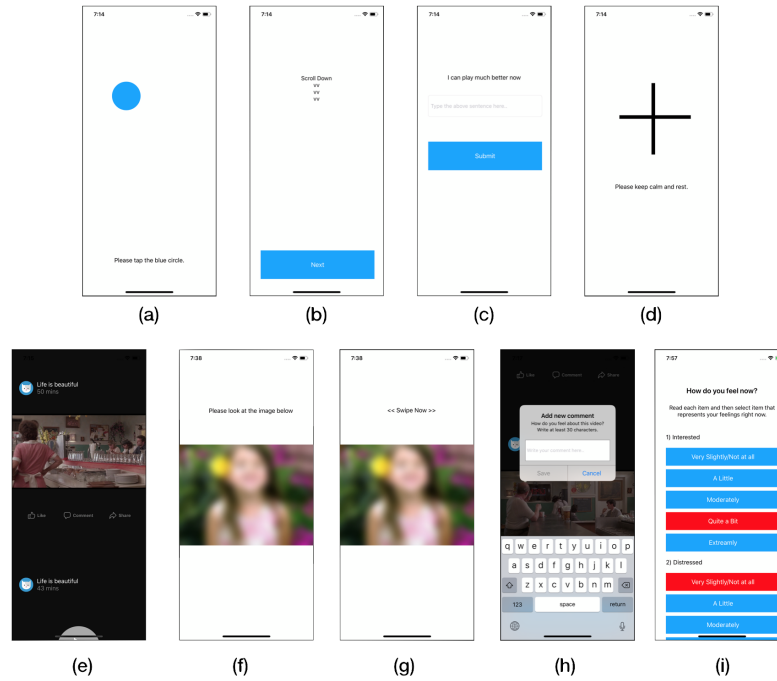 7:14
Please tap the blue circle.
(a)
7:14
Scroll Down
vv
vv
vv
Next
(b)
7:14
I can play much better now
Type the above sentence here..
Submit
(c)
7:14
Please keep calm and rest.
(d)
Life is beautiful
50 mins
Like Comment Share
Life is beautiful
43 mins
(e)
7:38
Please look at the image below
(f)
7:38
<< Swipe Now >>
(g)
Like Comment Share
Add new comment
How do you feel about this video?
Write at least 30 characters.
Write your comment here...
Save Cancel
q w e r t y u i o p
a s d f g h j k l
z x c v b n m
123 space return
(h)
7:57
How do you feel now?
Read each item and then select item that
represents your feelings right now.
1) Interested
Very Slightly/Not at all
A Little
Moderately
Quite a Bit
Extreamly
2) Distressed
Very Slightly/Not at all
A Little
Moderately
(i)